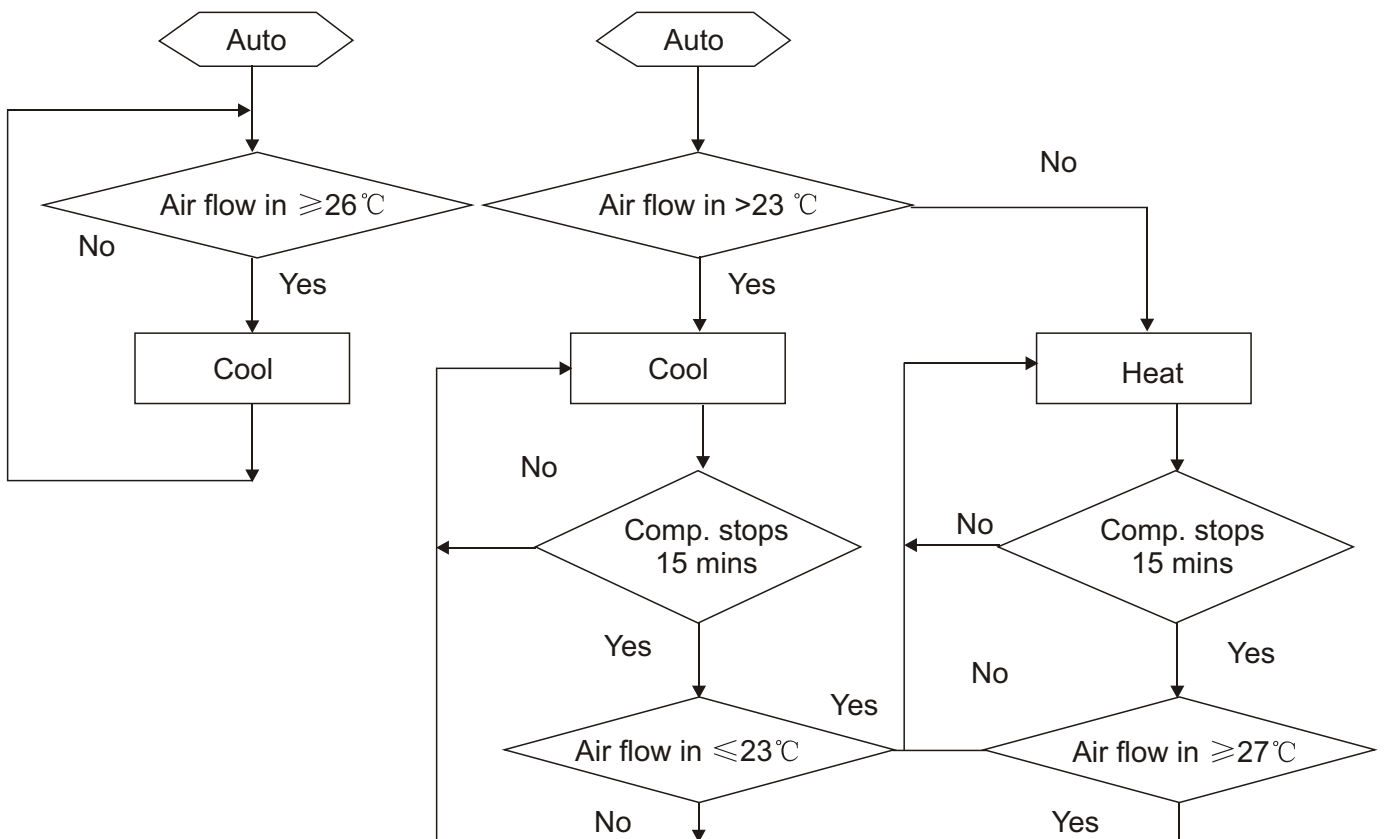 Auto
Auto
No
Air flow in ≥26℃
Air flow in >23 ℃
No
Yes
Yes
Cool
Cool
Heat
No
Comp. stops
15 mins
No
Comp. stops
15 mins
Yes
Yes
No
Yes
Air flow in ≤23℃
Air flow in ≥27℃
No
Yes